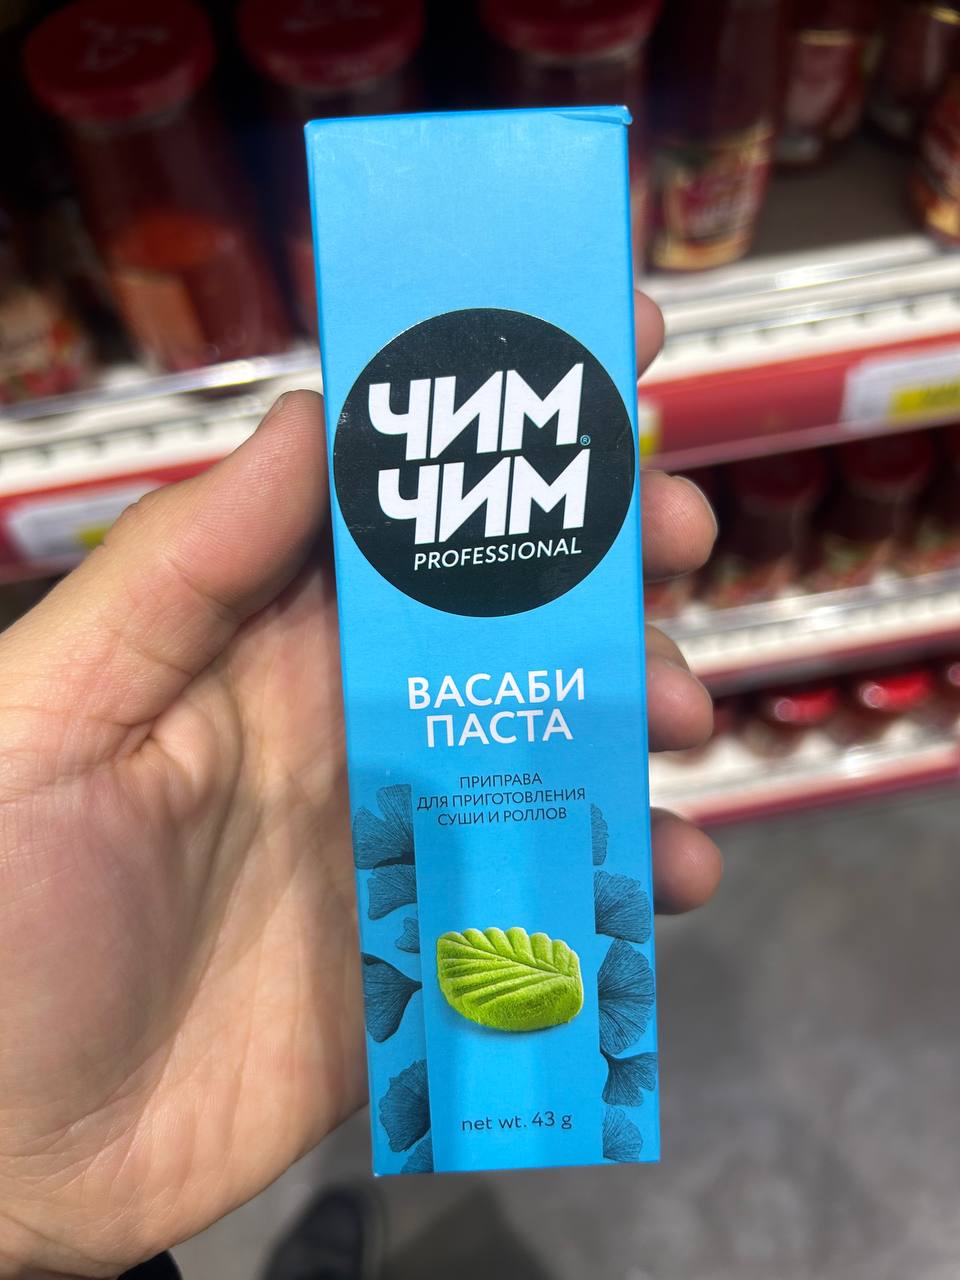 ЧИМ
ЧИМ®
PROFESSIONAL
ВАСАБИ
ПАСТА
ПРИПРАВА
ДЛЯ ПРИГОТОВЛЕНИЯ
СУШИ И РОЛЛОВ
net wt. 43 g